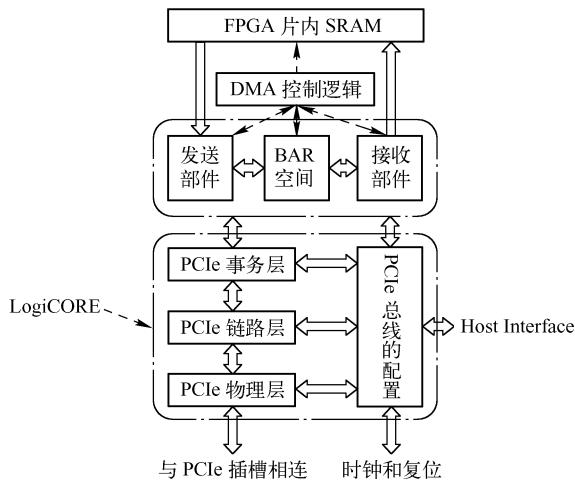 FPGA 片内 SRAM
DMA 控制逻辑
发送
部件
BAR
空间
接收
部件
PCIe 事务层
PCIe 链路层
PCIe 物理层
PCIe 总线的配置
LogiCORE
Host Interface
与 PCIe 插槽相连
时钟和复位